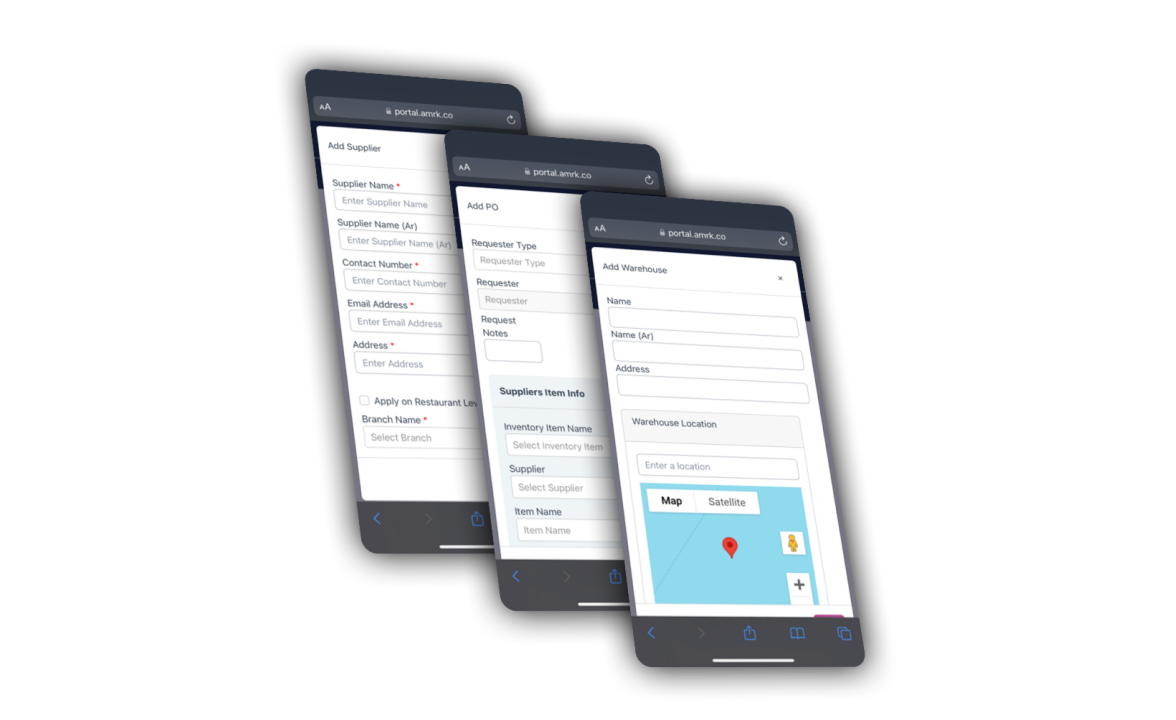 AA
portal.amrk.co
Add Supplier
Supplier Name *
Enter Supplier Name
Supplier Name (Ar)
Enter Supplier Name (Ar)
Contact Number *
Enter Contact Number
Email Address *
Enter Email Address
Address *
Enter Address
Apply on Restaurant Lev
Branch Name *
Select Branch
AA
portal.amrk.co
Add PO
Requester Type
Requester Type
Requester
Requester
Request
Notes
Suppliers Item Info
Inventory Item Name
Select Inventory Item
Supplier
Select Supplier
Item Name
Item Name
AA
portal.amrk.co
Add Warehouse
×
Name
Name (Ar)
Address
Warehouse Location
Enter a location
Map Satellite
+